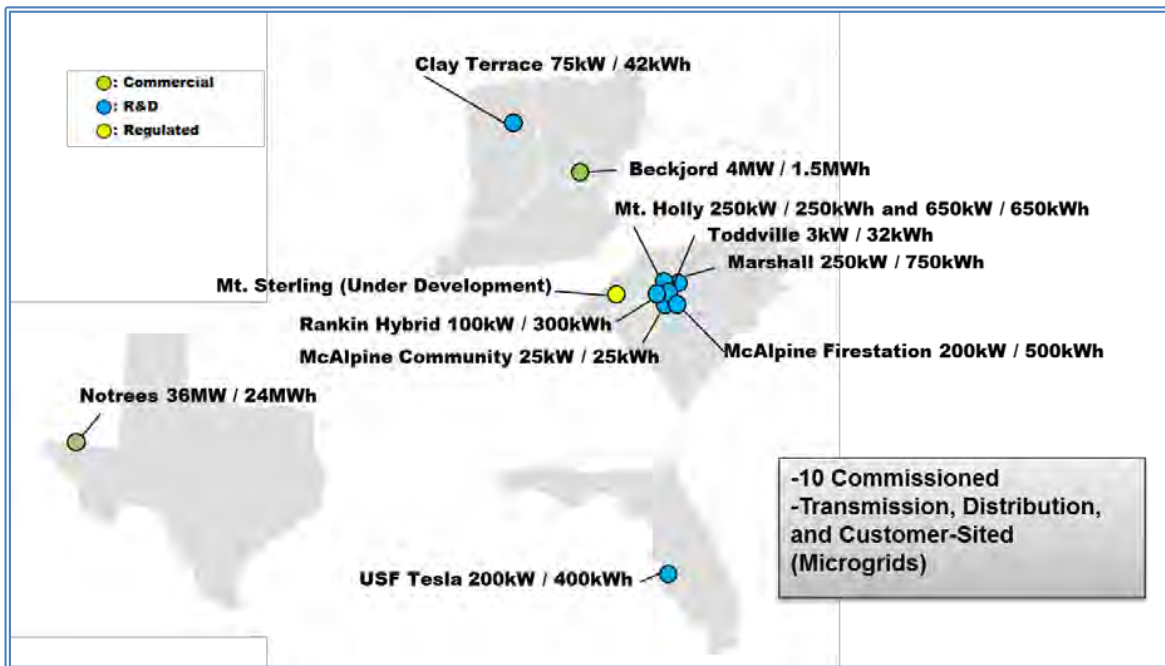 Clay Terrace 75kW / 42kWh
: Commercial
: R&D
: Regulated
Beckjord 4MW / 1.5MWh
Mt. Holly 250kW / 250kWh and 650kW / 650kWh
Toddville 3kW / 32kWh
Marshall 250kW / 750kWh
Mt. Sterling (Under Development)
Rankin Hybrid 100kW / 300kWh
McAlpine Community 25kW / 25kWh
McAlpine Firestation 200kW / 500kWh
Notrees 36MW / 24MWh
-10 Commissioned
-Transmission, Distribution,
and Customer-Sited
(Microgrids)
USF Tesla 200kW / 400kWh